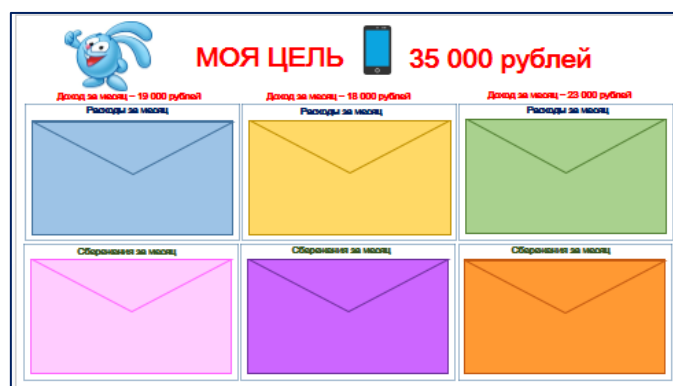 МОЯ ЦЕЛЬ 35 000 рублей
Доход за месяц – 19 000 рублей
Доход за месяц – 18 000 рублей
Доход за месяц – 23 000 рублей
Расходы за месяц
Расходы за месяц
Расходы за месяц
Сбережения за месяц
Сбережения за месяц
Сбережения за месяц